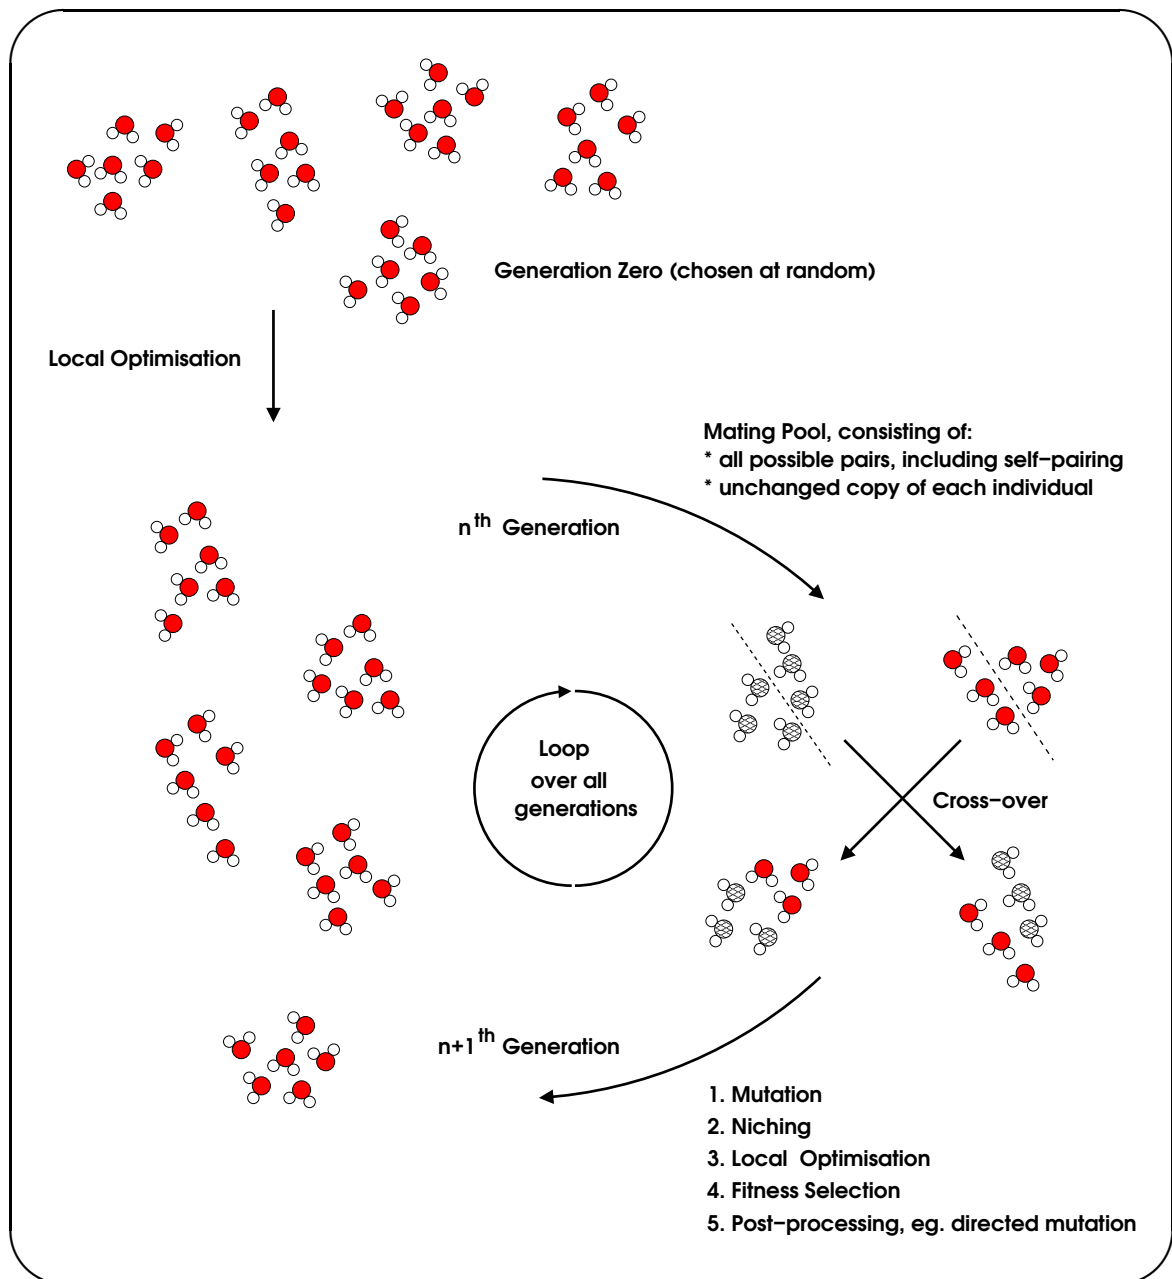 Generation Zero (chosen at random)
Local Optimisation
Mating Pool, consisting of:
* all possible pairs, including self-pairing
* unchanged copy of each individual
n th Generation
Loop
over all
generations
Cross-over
n+1 th Generation
1. Mutation
2. Niching
3. Local Optimisation
4. Fitness Selection
5. Post-processing, eg. directed mutation